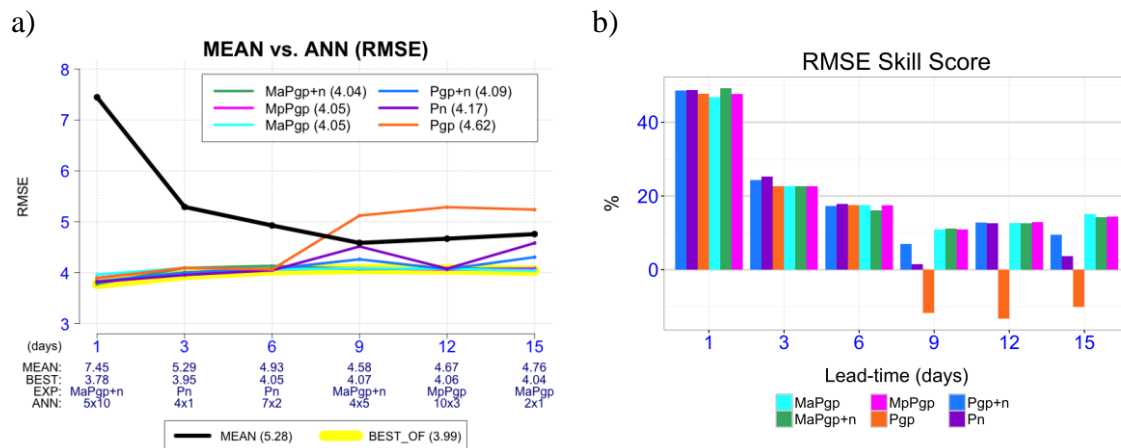 a)
MEAN vs. ANN (RMSE)
8
7
6
5
4
3
RMSE
MaPgp+n (4.04)
MpPgp (4.05)
MaPgp (4.05)
Pgp+n (4.09)
Pn (4.17)
Pgp (4.62)
(days) 1 3 6 9 12 15
MEAN: 7.45 5.29 4.93 4.58 4.67 4.76
BEST: 3.78 3.95 4.05 4.07 4.06 4.04
EXP: MaPgp+n Pn Pn MaPgp+n MpPgp MaPgp
ANN: 5x10 4x1 7x2 4x5 10x3 2x1
MEAN (5.28) BEST_OF (3.99)
b)
RMSE Skill Score
40
20
0
%
1 3 6 9 12 15
Lead-time (days)
MaPgp MpPgp Pgp+n
MaPgp+n Pgp Pn